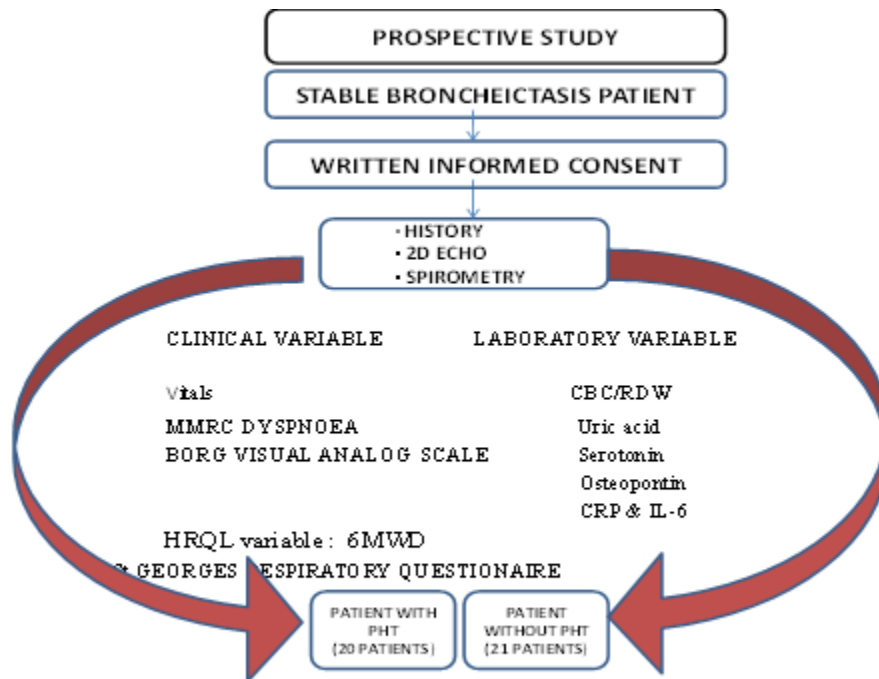 PROSPECTIVE STUDY
STABLE BRONCHEICTASIS PATIENT
WRITTEN INFORMED CONSENT
· HISTORY
• 2D ECHO
• SPIROMETRY
CLINICAL VARIABLE
LABORATORY VARIABLE
Vitals
CBC/RDW
MMRC DYSPNOEA
Uric acid
BORG VISUAL ANALOG SCALE
Serotonin
Osteopontin
CRP & IL-6
HRQL variable : 6MWD
GEORGES RESPIRATORY QUESTIONAIRE
PATIENT WITH
PHT
(20 PATIENTS)
PATIENT
WITHOUT PHT
(21 PATIENTS)